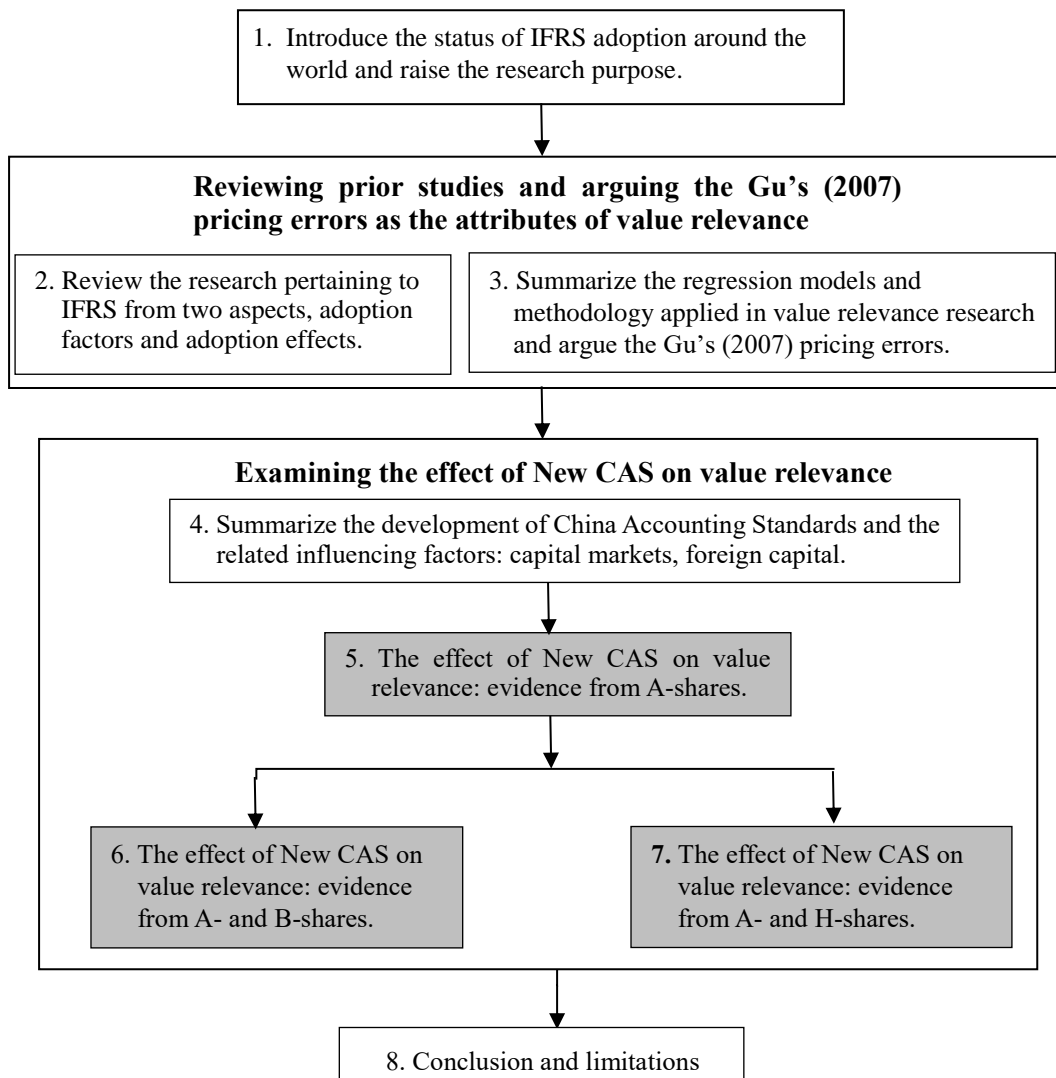 1. Introduce the status of IFRS adoption around the
world and raise the research purpose.
Reviewing prior studies and arguing the Gu's (2007)
pricing errors as the attributes of value relevance
2. Review the research pertaining to
IFRS from two aspects, adoption
factors and adoption effects.
3. Summarize the regression models and
methodology applied in value relevance research
and argue the Gu's (2007) pricing errors.
Examining the effect of New CAS on value relevance
4. Summarize the development of China Accounting Standards and the
related influencing factors: capital markets, foreign capital.
5. The effect of New CAS on value
relevance: evidence from A-shares.
6. The effect of New CAS on
value relevance: evidence
from A- and B-shares.
7. The effect of New CAS on
value relevance: evidence
from A- and H-shares.
8. Conclusion and limitations